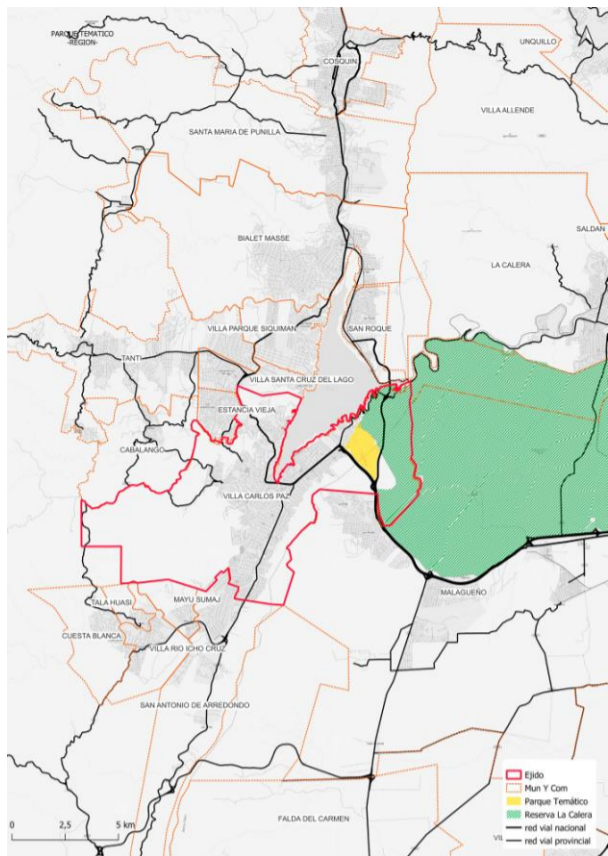 PARQUE TEMATICO
-REGION-
UNQUILLO
COSQUIN
VILLA ALLENDE
SANTA MARIA DE PUNILLA
SALDAN
BIALET MASSE
LA CALERA
VILLA PARQUE SIQUIMAN
SAN ROQUE
TANTI
VILLA SANTA CRUZ DEL LAGO
ESTANCIA VIEJA
CABALANGO
VILLA CARLOS PAZ
TALA HUASI
MAYU SUMAJ
MALAGUEÑO
CUESTA BLANCA
VILLA RIO ICHO CRUZ
SAN ANTONIO DE ARREDONDO
Ejido
Mun Y Com
Parque Temático
Reserva La Calera
red vial nacional
red vial provincial
0 2,5 5 km
FALDA DEL CARMEN